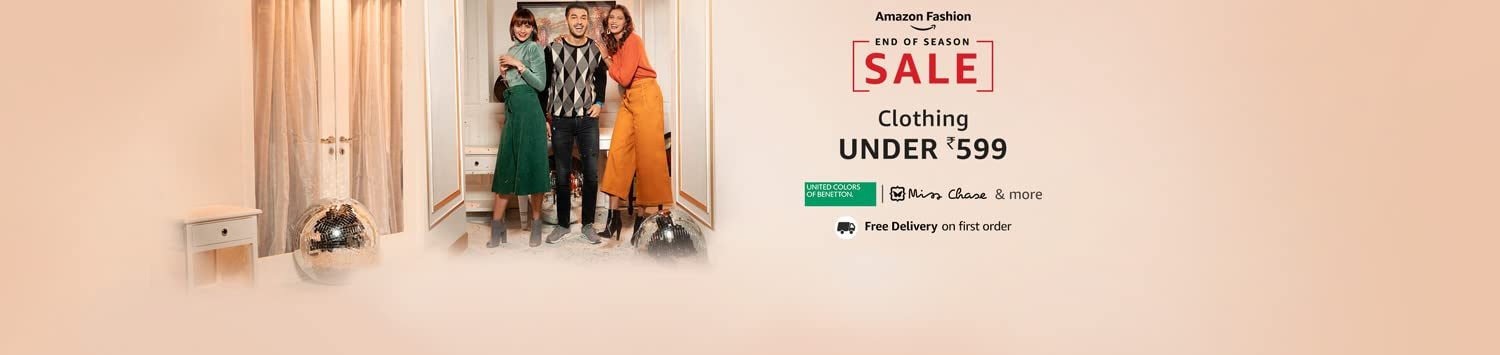 Amazon Fashion
END OF SEASON
SALE
Clothing
UNDER ₹599
UNITED COLORS
OF BENETTON.
Miss Chase & more
Free Delivery on first order